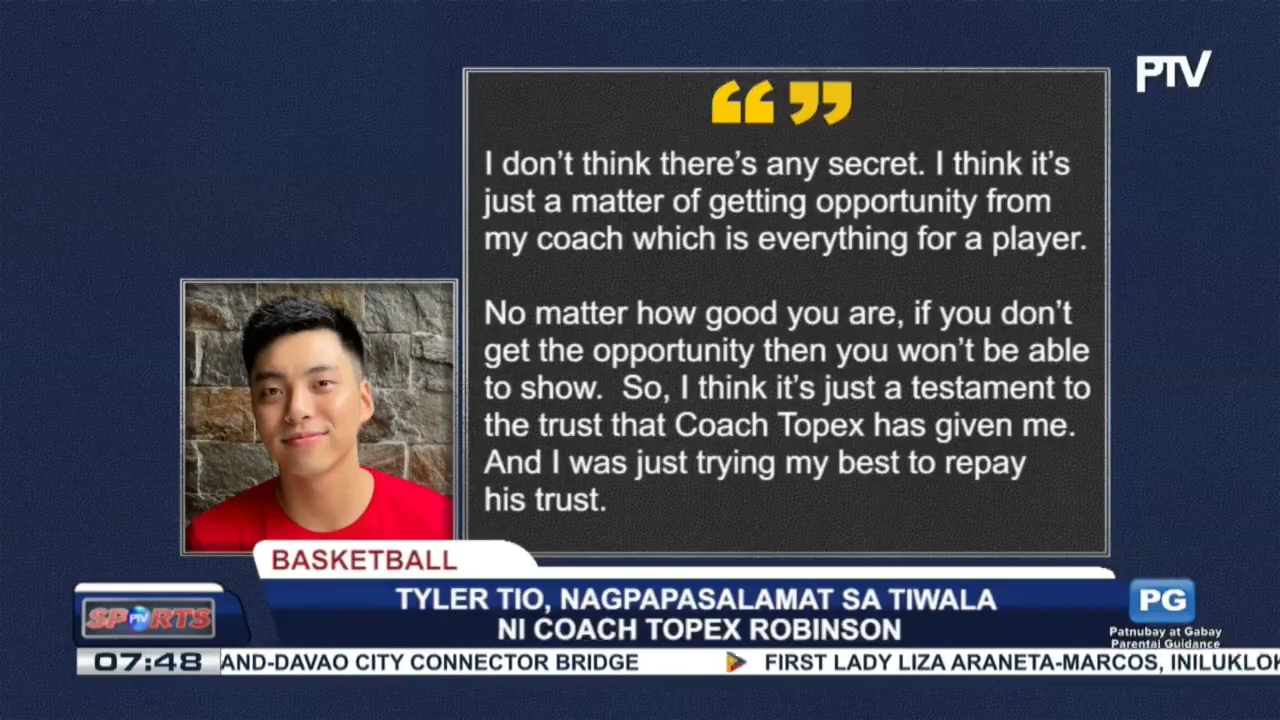 PTV
“ ”
I don't think there's any secret. I think it's
just a matter of getting opportunity from
my coach which is everything for a player.
No matter how good you are, if you don't
get the opportunity then you won't be able
to show.  So, I think it's just a testament to
the trust that Coach Topex has given me.
And I was just trying my best to repay
his trust.
BASKETBALL
TYLER TIO, NAGPAPASALAMAT SA TIWALA
NI COACH TOPEX ROBINSON
PTV SPORTS
PG
Patnubay at Gabay
Parental Guidance
07:48
AND-DAVAO CITY CONNECTOR BRIDGE FIRST LADY LIZA ARANETA-MARCOS, INILUKLOK